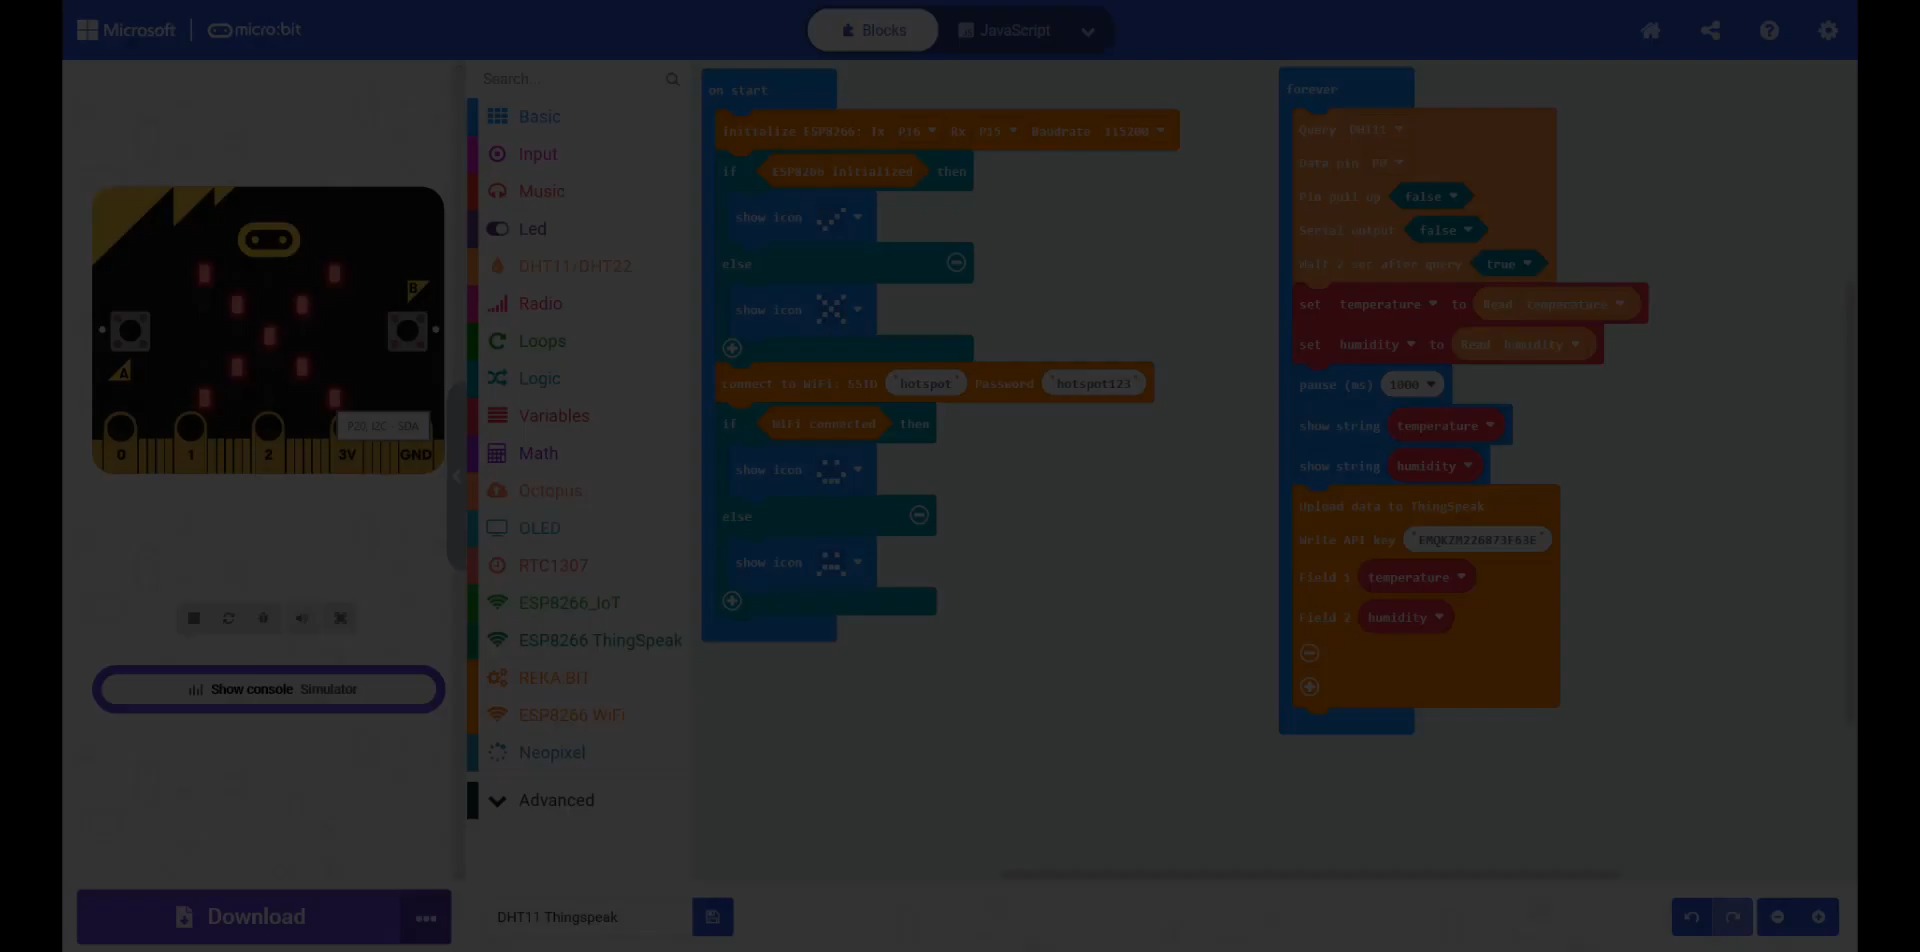 Microsoft micro:bit
Blocks JavaScript
Search...
Basic
Input
Music
Led
DHT11/DHT22
Radio
Loops
Logic
Variables
Math
Octopus
OLED
RTC1307
ESP8266_IoT
ESP8266 ThingSpeak
REKA:BIT
ESP8266 WiFi
Neopixel
Advanced
B
A
P20, I2C - SDA
0 1 2 3V GND
Show console Simulator
Download
DHT11 Thingspeak
on start
Initialize ESP8266: Tx P16 Rx P15 Baudrate 115200
if ESP8266 Initialized then
show icon
else
show icon
connect to WiFi: SSID "hotspot" Password "hotspot123"
if WiFi connected then
show icon
else
show icon
forever
Query DHT11
Data pin P0
Pin pull up false
Serial output false
Wait 2 sec after query true
set temperature to Read temperature
set humidity to Read humidity
pause (ms) 1000
show string temperature
show string humidity
Upload data to ThingSpeak
Write API key
Field 1 temperature
Field 2 humidity